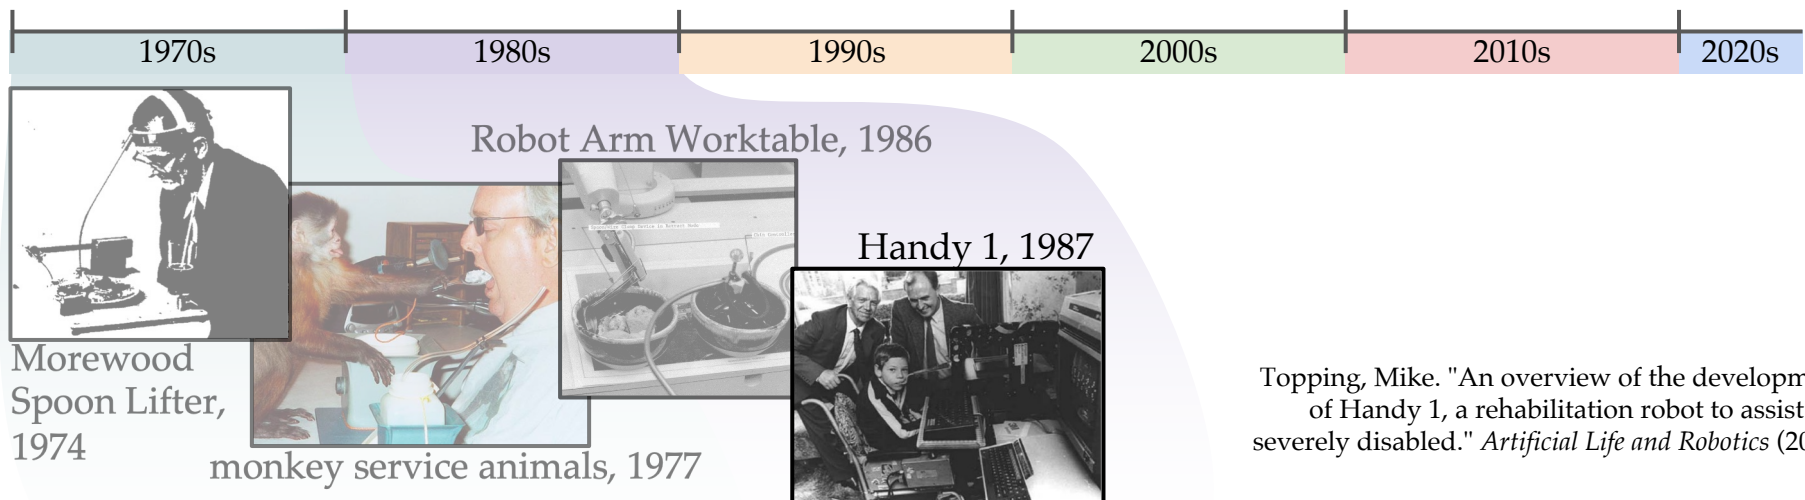 1970s
1980s
1990s
2000s
2010s
2020s
Robot Arm Worktable, 1986
Handy 1, 1987
Morewood
Spoon Lifter,
1974
monkey service animals, 1977
Topping, Mike. "An overview of the developm
of Handy 1, a rehabilitation robot to assist
severely disabled." Artificial Life and Robotics (20